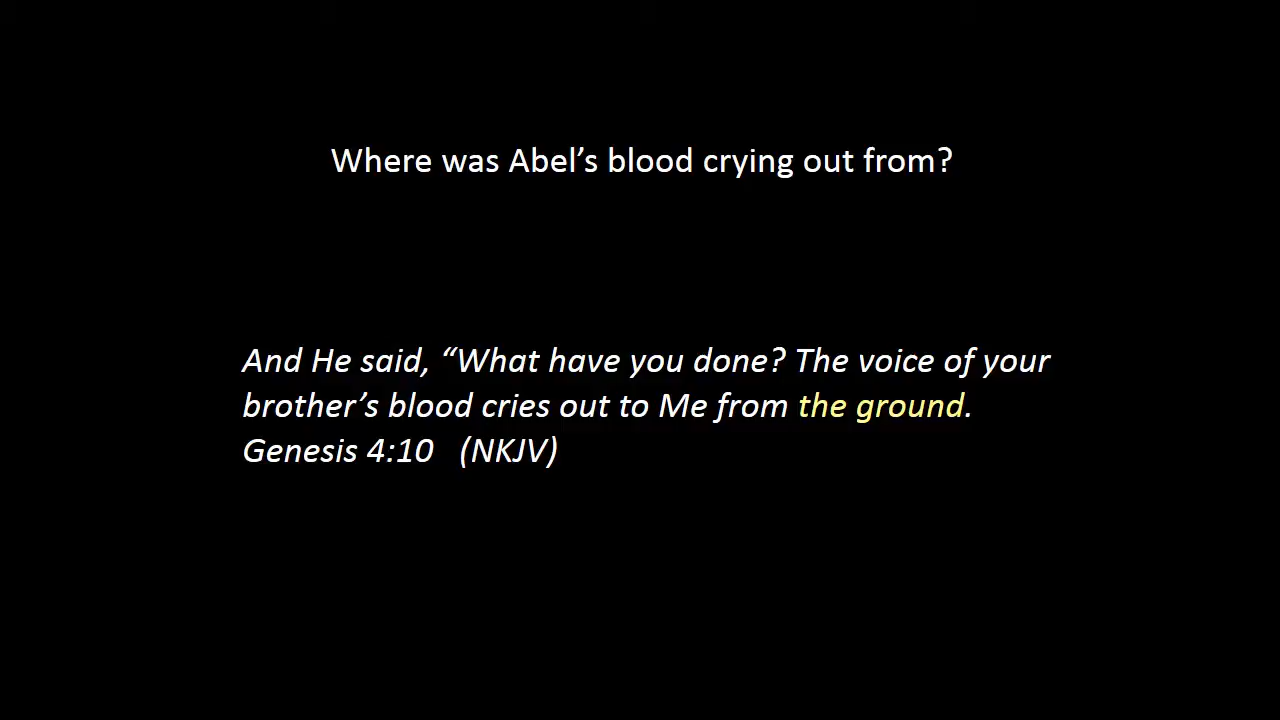 Where was Abel’s blood crying out from?
And He said, “What have you done? The voice of your
brother’s blood cries out to Me from the ground.
Genesis 4:10   (NKJV)